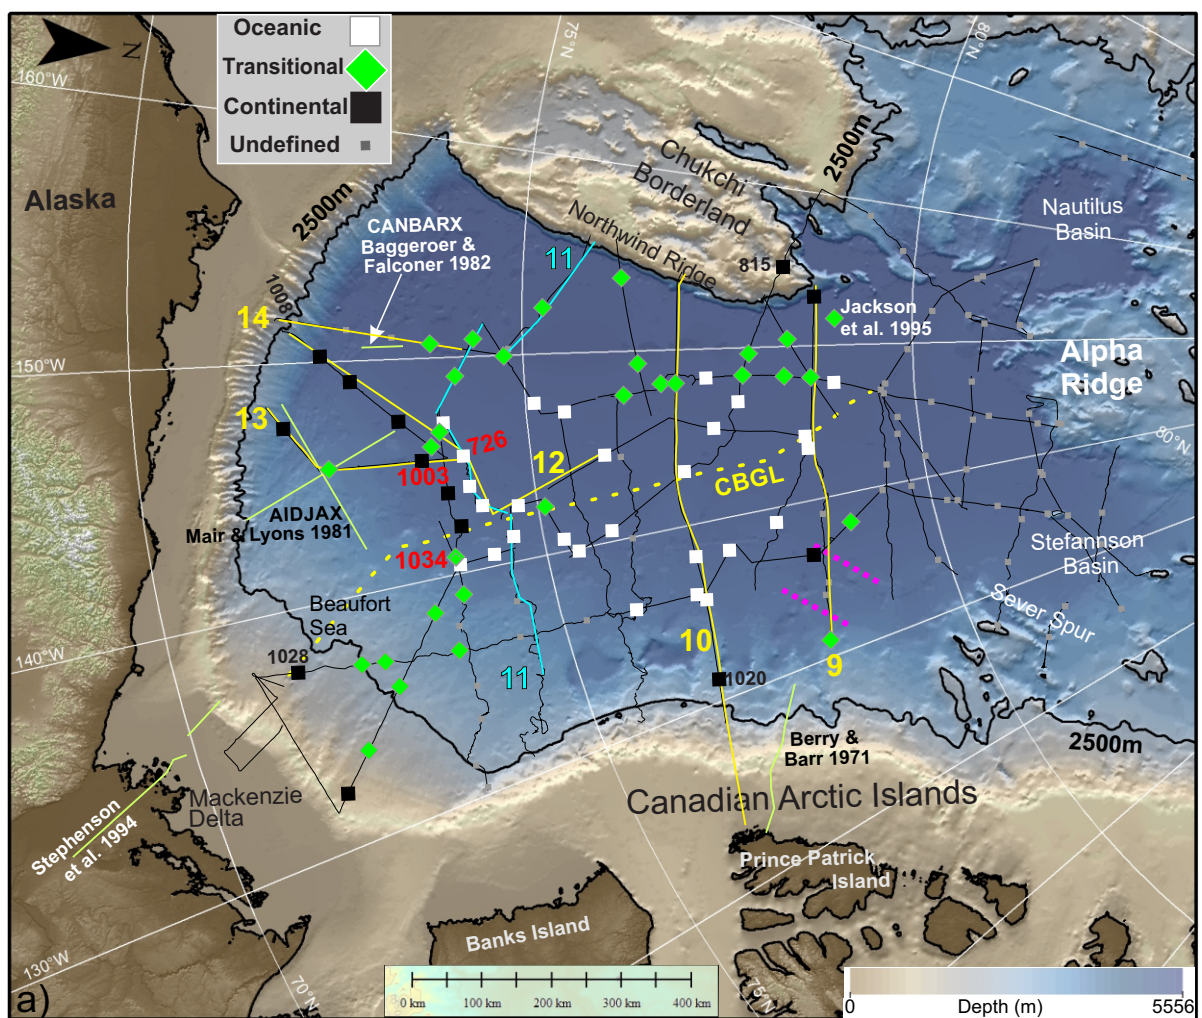 Oceanic
Transitional
Continental
Undefined
N
160°W
75°N
80°N
2500m
2500m
Chukchi
Borderland
Northwind Ridge
Nautilus
Basin
Alaska
CANBARX
Baggeroer &
Falconer 1982
11
815
1008
14
Jackson
et al. 1995
Alpha
Ridge
150°W
13
726
12
1003
CBGL
80°N
AIDJAX
Mair & Lyons 1981
1034
Stefannson
Basin
Sever Spur
Beaufort
Sea
140°W
1028
11
10
9
1020
2500m
Berry &
Barr 1971
Mackenzie
Delta
Canadian Arctic Islands
Stephenson
et al. 1994
Prince Patrick
Island
Banks Island
130°W
70°N
75°N
0 km 100 km 200 km 300 km 400 km
0 Depth (m) 5556
a)